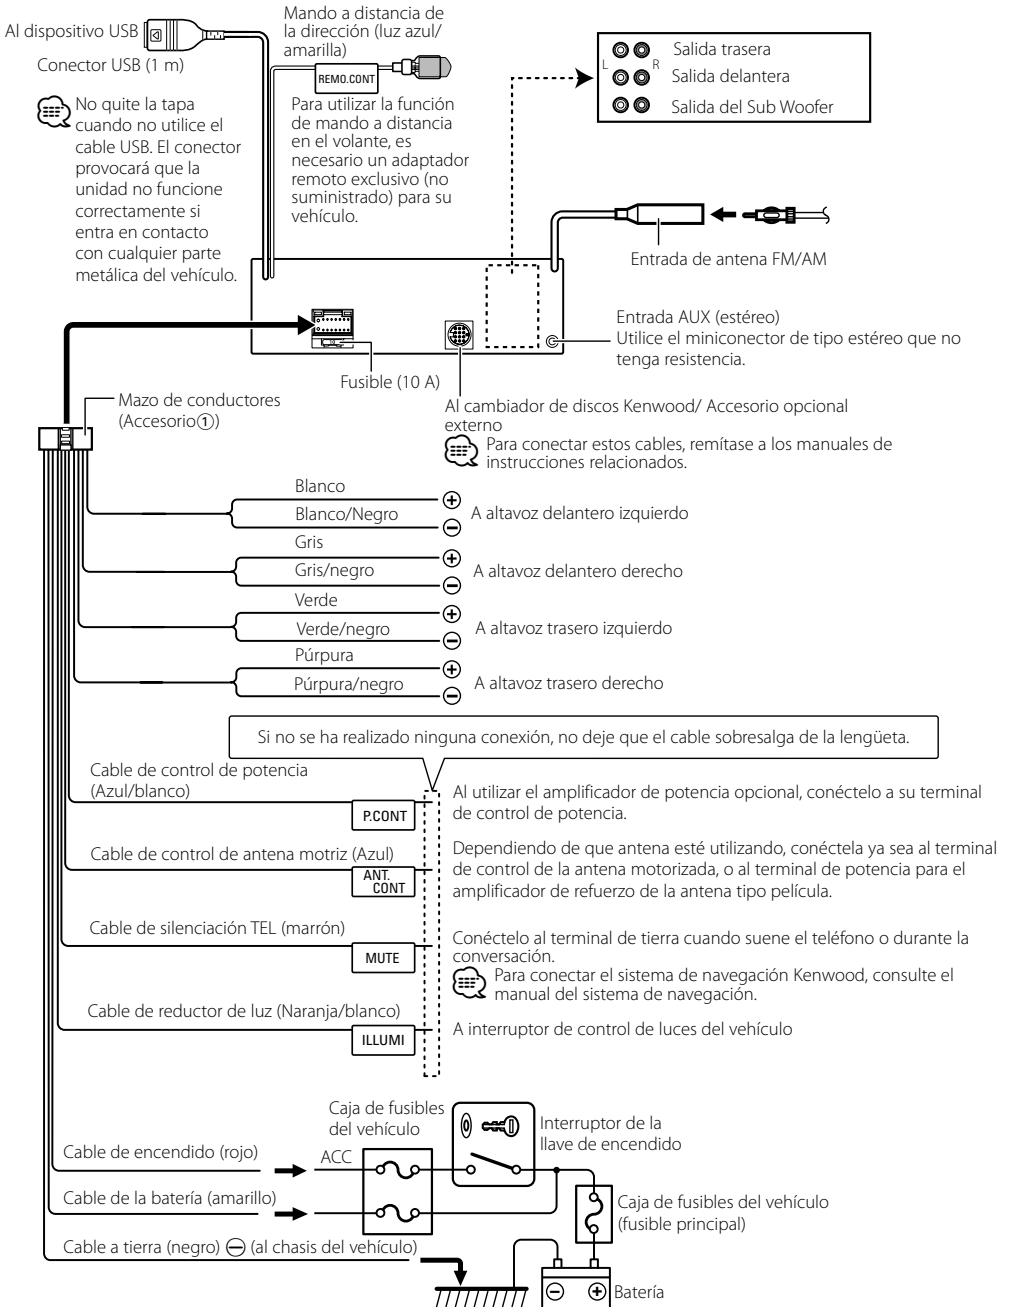 Al dispositivo USB
Conector USB (1 m)
No quite la tapa
cuando no utilice el
cable USB. El conector
provocará que la
unidad no funcione
correctamente si
entra en contacto
con cualquier parte
metálica del vehículo.
Mando a distancia de
la dirección (luz azul/
amarilla)
REMO.CONT
Para utilizar la función
de mando a distancia
en el volante, es
necesario un adaptador
remoto exclusivo (no
suministrado) para su
vehículo.
Salida trasera
L R
Salida delantera
Salida del Sub Woofer
Entrada de antena FM/AM
Entrada AUX (estéreo)
Utilice el miniconector de tipo estéreo que no
tenga resistencia.
Fusible (10 A)
Mazo de conductores
(Accesorio①)
Al cambiador de discos Kenwood/ Accesorio opcional
externo
Para conectar estos cables, remítase a los manuales de
instrucciones relacionados.
Blanco
Blanco/Negro
A altavoz delantero izquierdo
Gris
Gris/negro
A altavoz delantero derecho
Verde
Verde/negro
A altavoz trasero izquierdo
Púrpura
Púrpura/negro
A altavoz trasero derecho
Si no se ha realizado ninguna conexión, no deje que el cable sobresalga de la lengüeta.
Cable de control de potencia
(Azul/blanco)
P.CONT
Al utilizar el amplificador de potencia opcional, conéctelo a su terminal
de control de potencia.
Cable de control de antena motriz (Azul)
ANT.
CONT
Dependiendo de que antena esté utilizando, conéctela ya sea al terminal
de control de la antena motorizada, o al terminal de potencia para el
amplificador de refuerzo de la antena tipo película.
Cable de silenciación TEL (marrón)
MUTE
Conéctelo al terminal de tierra cuando suene el teléfono o durante la
conversación.
Para conectar el sistema de navegación Kenwood, consulte el
manual del sistema de navegación.
Cable de reductor de luz (Naranja/blanco)
ILLUMI
A interruptor de control de luces del vehículo
Caja de fusibles
del vehículo
Interruptor de la
llave de encendido
Cable de encendido (rojo)
ACC
Cable de la batería (amarillo)
Caja de fusibles del vehículo
(fusible principal)
Cable a tierra (negro) ⊖ (al chasis del vehículo)
Batería